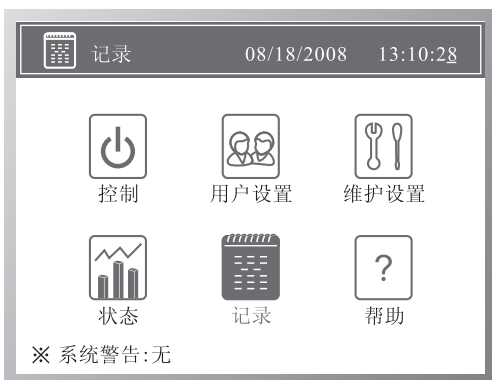 记录 08/18/2008 13:10:28
控制 用户设置 维护设置
?
状态 记录 帮助
※ 系统警告:无